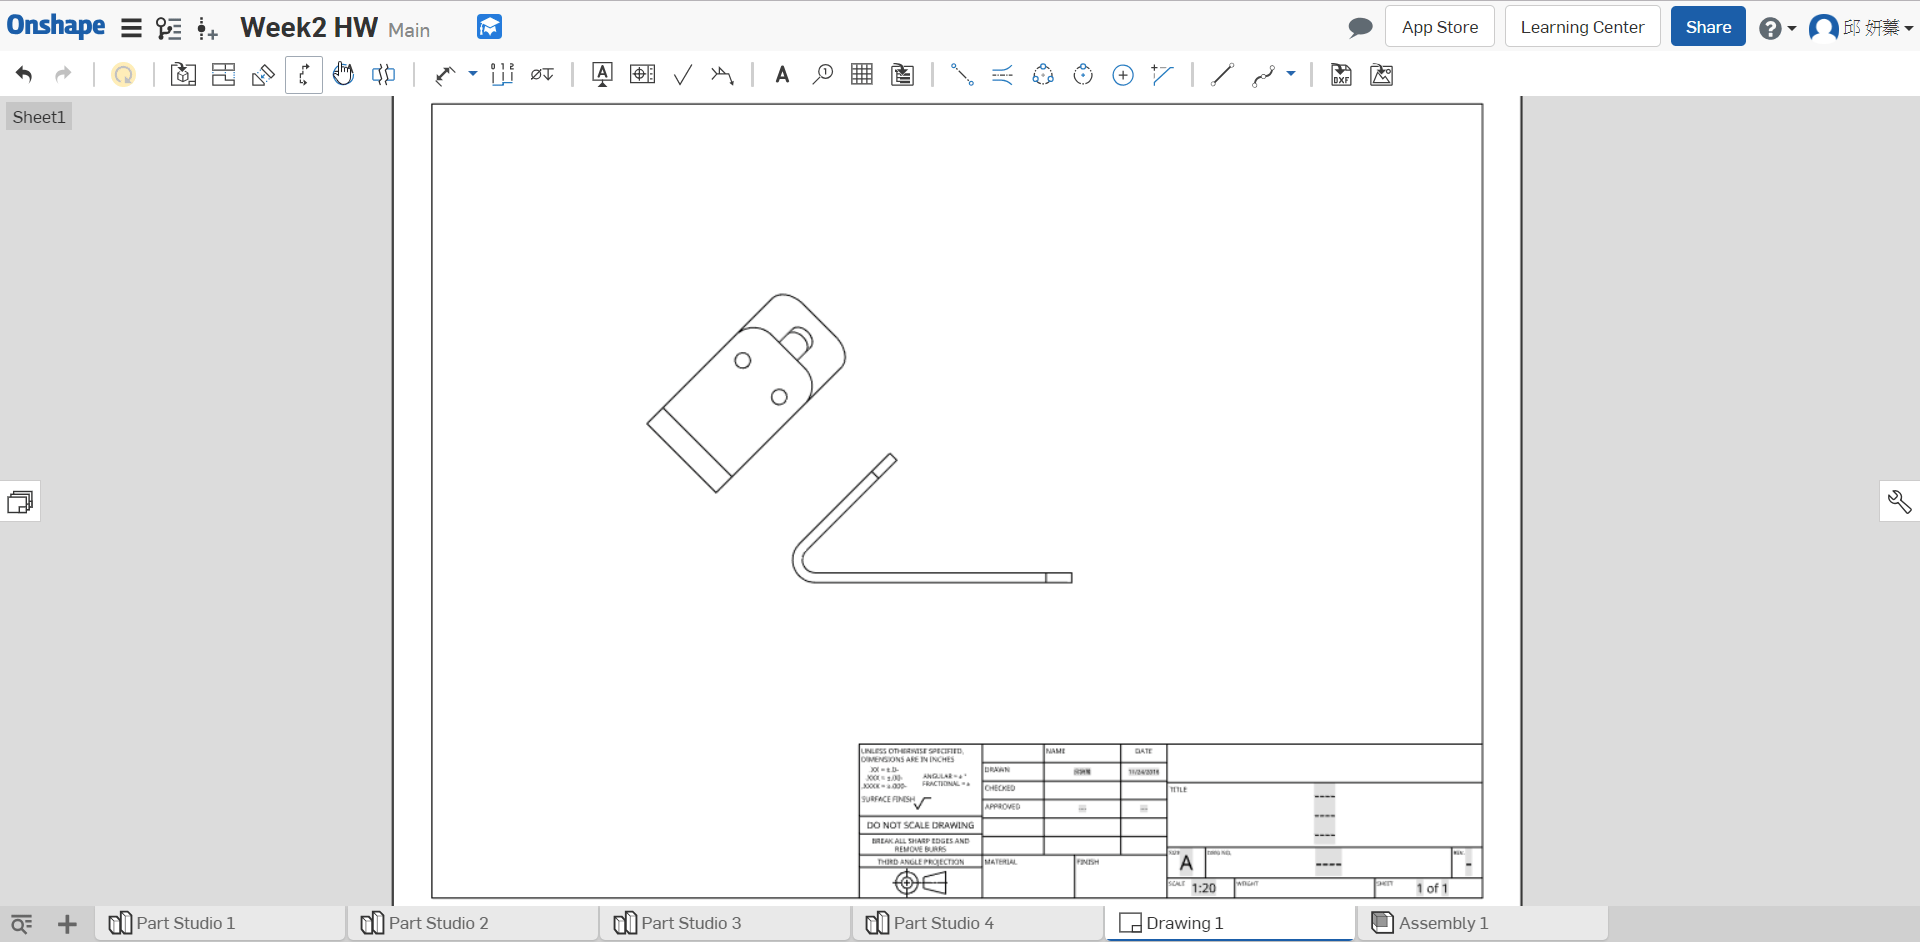 Onshape
Week2 HW Main
App Store
Learning Center
Share
邱 妍蓁
Sheet1
UNLESS OTHERWISE SPECIFIED,
DIMENSIONS ARE IN INCHES
.XX = ±.0-
.XXX = ±.00-
.XXXX = ±.000-
ANGULAR = ± °
FRACTIONAL = ±
SURFACE FINISH
DO NOT SCALE DRAWING
BREAK ALL SHARP EDGES AND
REMOVE BURRS
THIRD ANGLE PROJECTION
NAME
DATE
DRAWN
11/24/2018
CHECKED
APPROVED
MATERIAL
FINISH
TITLE
----
----
----
SIZE
A
DWG NO.
----
REV.
-
SCALE
1:20
WEIGHT
SHEET
1 of 1
Part Studio 1
Part Studio 2
Part Studio 3
Part Studio 4
Drawing 1
Assembly 1